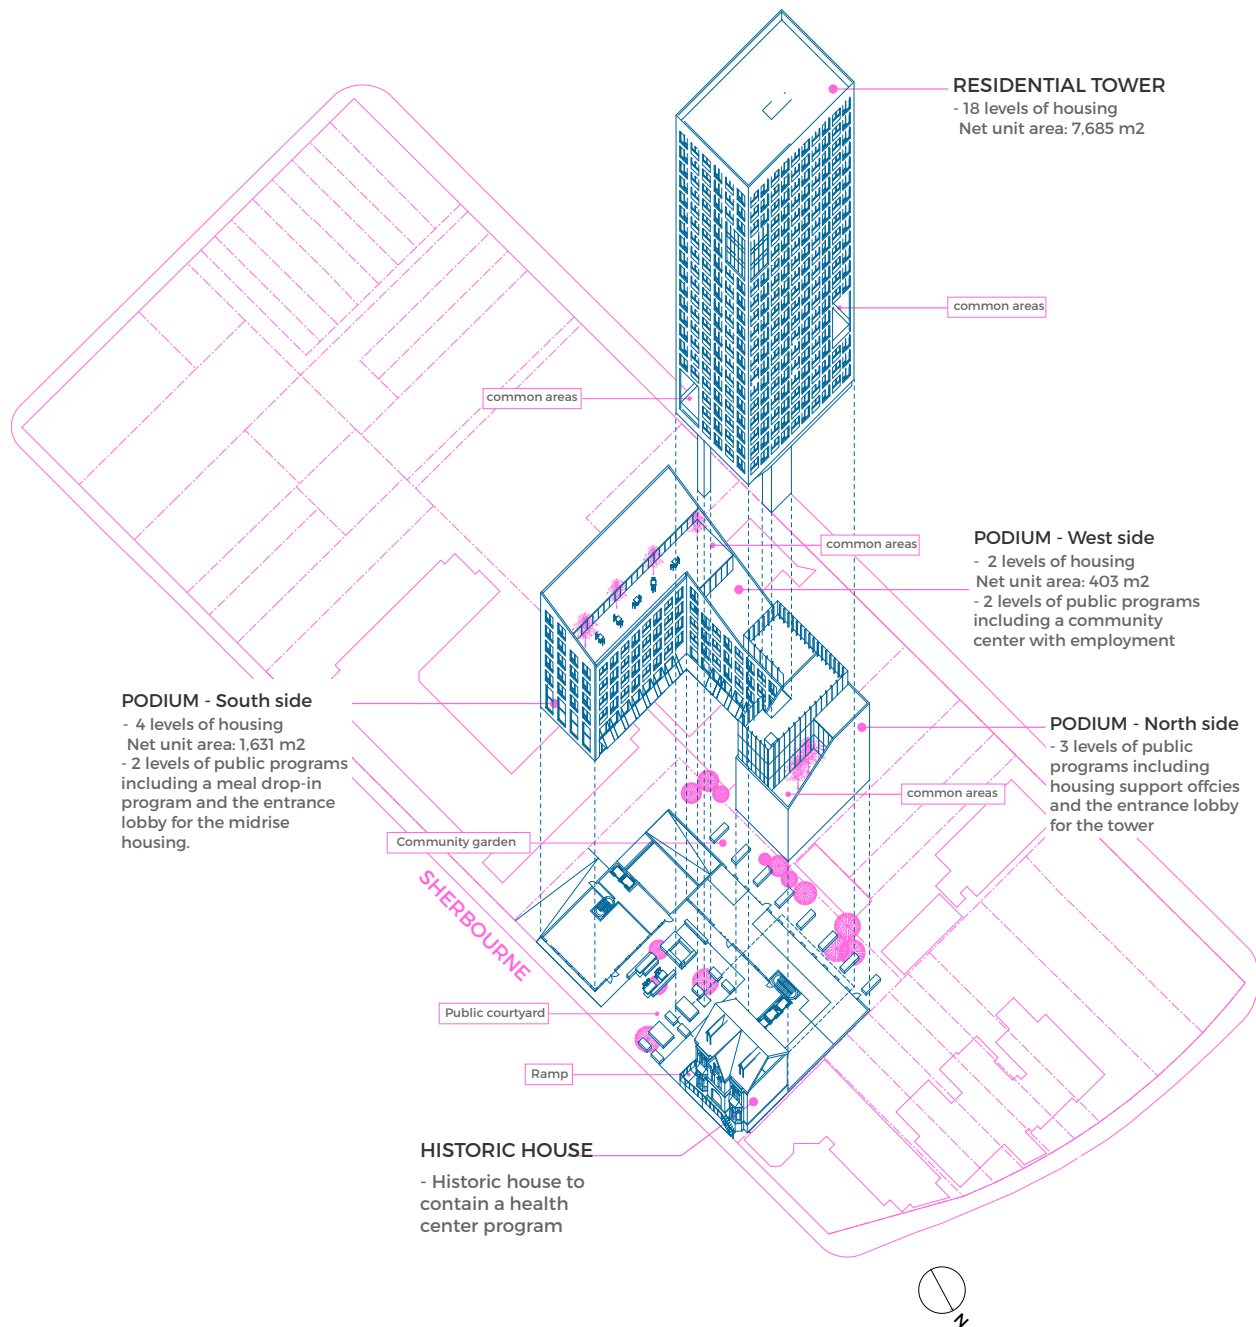 RESIDENTIAL TOWER
- 18 levels of housing
Net unit area: 7,685 m2
common areas
common areas
common areas
PODIUM - West side
- 2 levels of housing
Net unit area: 403 m2
- 2 levels of public programs
including a community
center with employment
PODIUM - South side
- 4 levels of housing
Net unit area: 1,631 m2
- 2 levels of public programs
including a meal drop-in
program and the entrance
lobby for the midrise
housing.
PODIUM - North side
- 3 levels of public
programs including
housing support offcies
and the entrance lobby
for the tower
common areas
Community garden
SHERBOURNE
Public courtyard
Ramp
HISTORIC HOUSE
- Historic house to
contain a health
center program
N